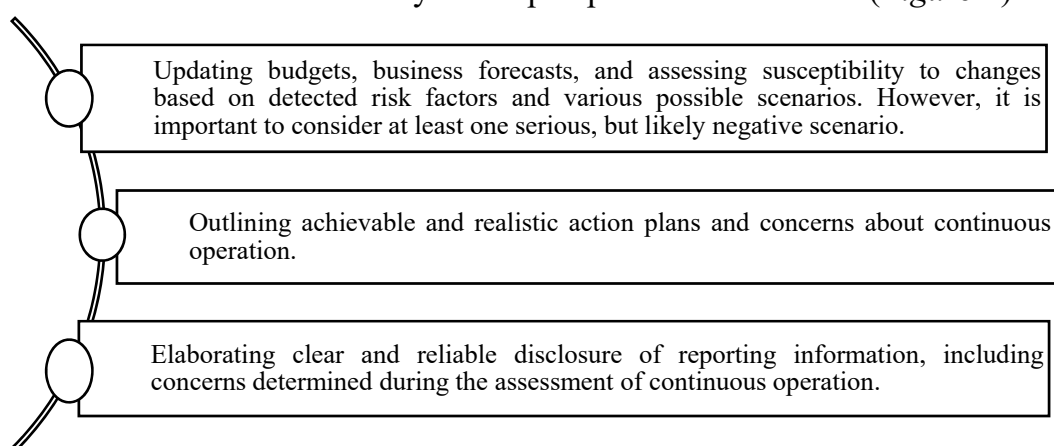 Updating budgets, business forecasts, and assessing susceptibility to changes
based on detected risk factors and various possible scenarios. However, it is
important to consider at least one serious, but likely negative scenario.
Outlining achievable and realistic action plans and concerns about continuous
operation.
Elaborating clear and reliable disclosure of reporting information, including
concerns determined during the assessment of continuous operation.